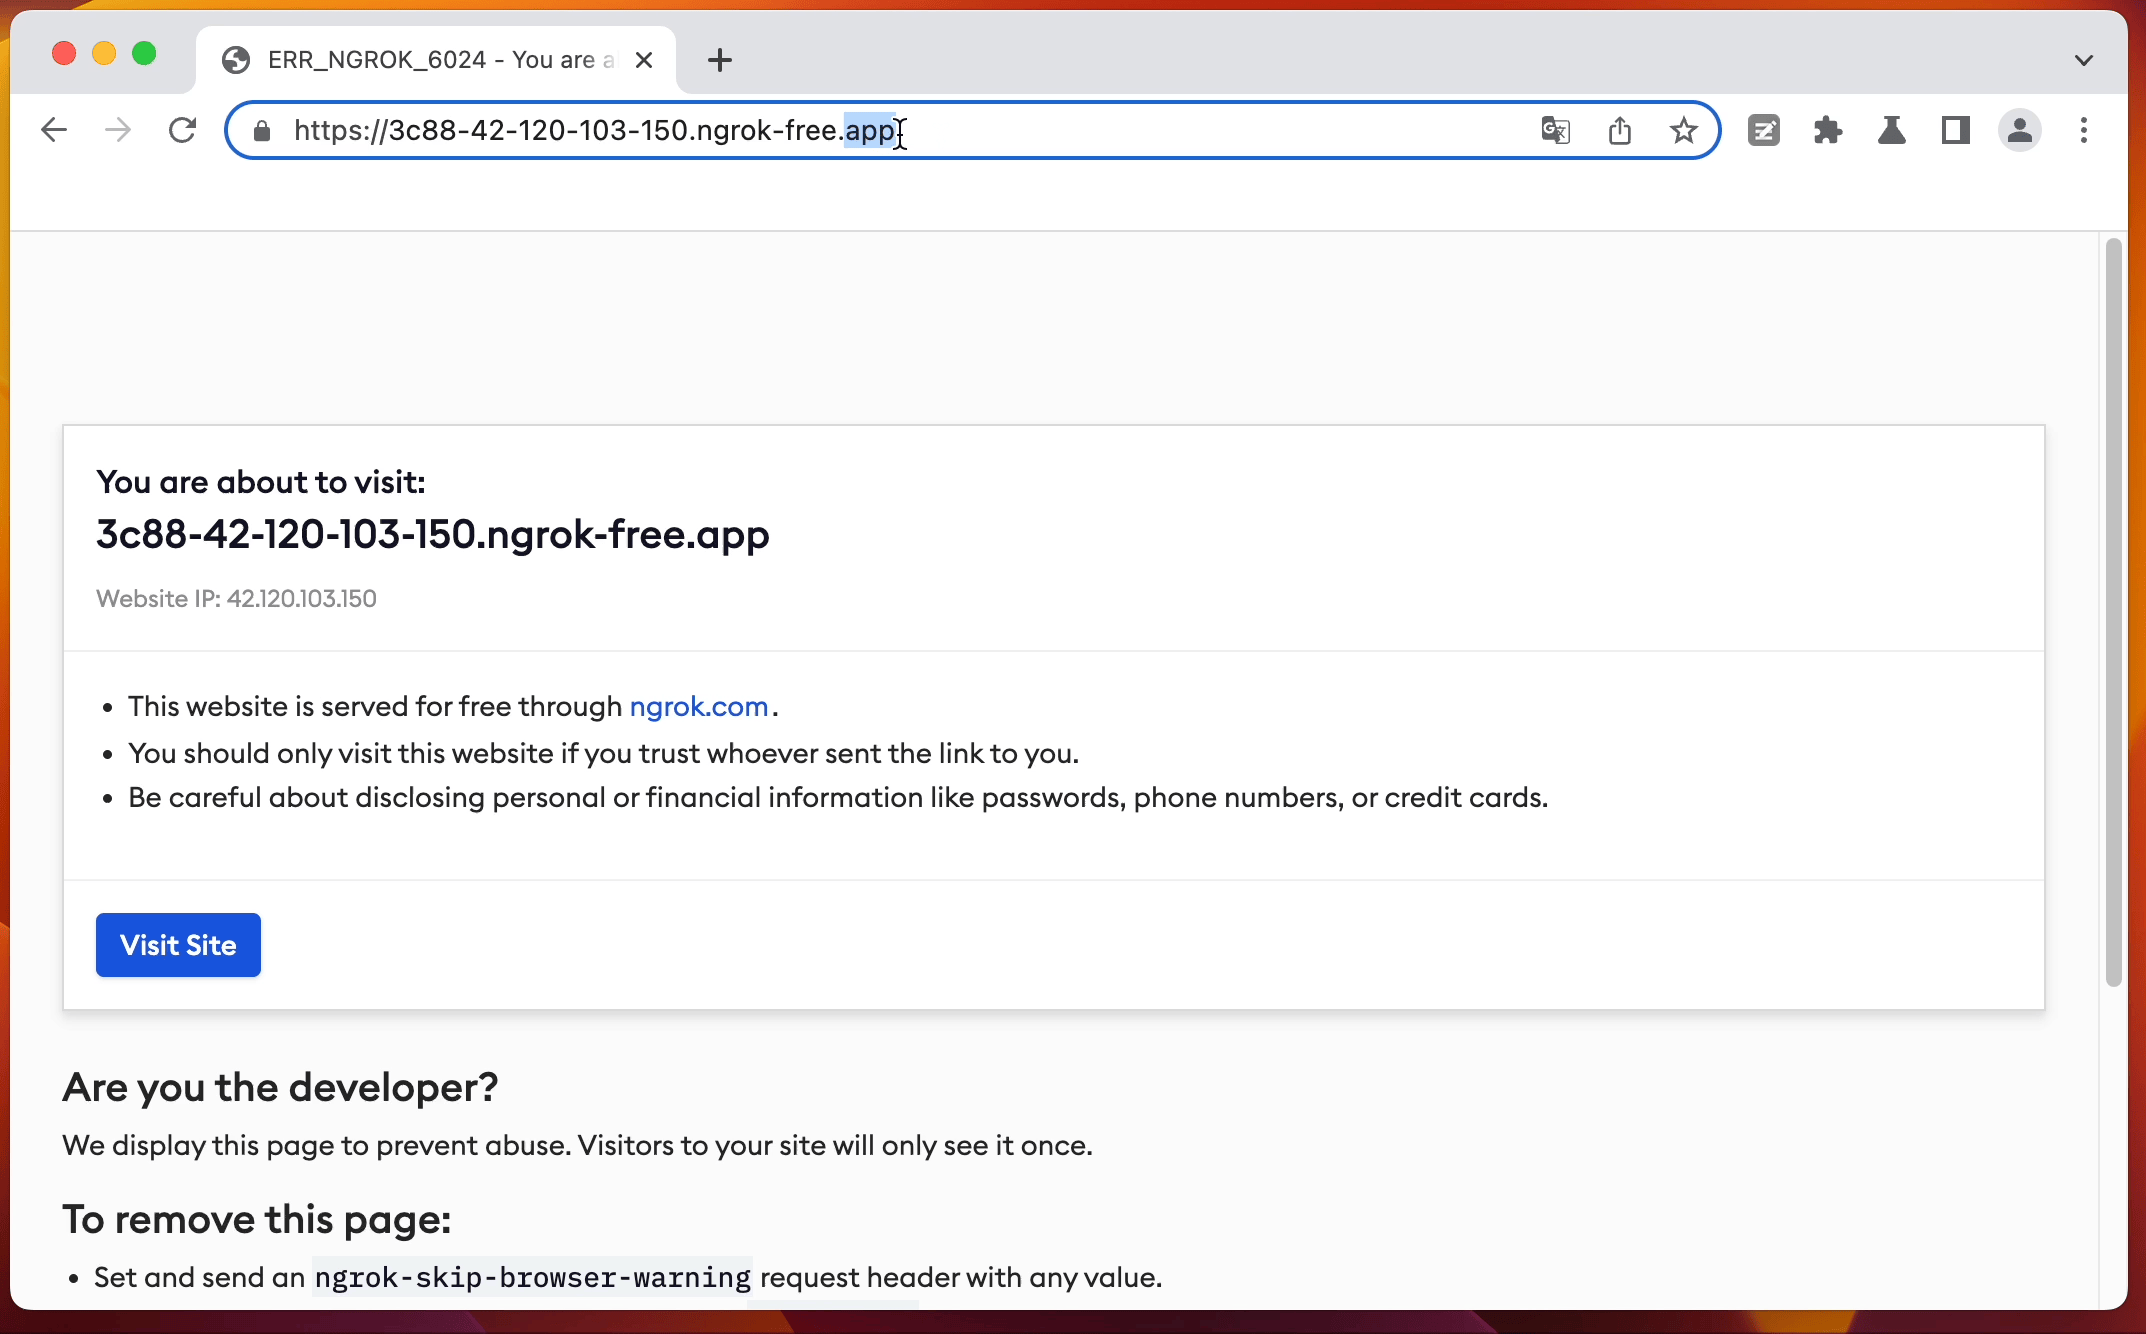 ERR_NGROK_6024 - You are a
https://3c88-42-120-103-150.ngrok-free.app
You are about to visit:
3c88-42-120-103-150.ngrok-free.app
Website IP: 42.120.103.150
• This website is served for free through ngrok.com.
• You should only visit this website if you trust whoever sent the link to you.
• Be careful about disclosing personal or financial information like passwords, phone numbers, or credit cards.
Visit Site
Are you the developer?
We display this page to prevent abuse. Visitors to your site will only see it once.
To remove this page:
• Set and send an ngrok-skip-browser-warning request header with any value.